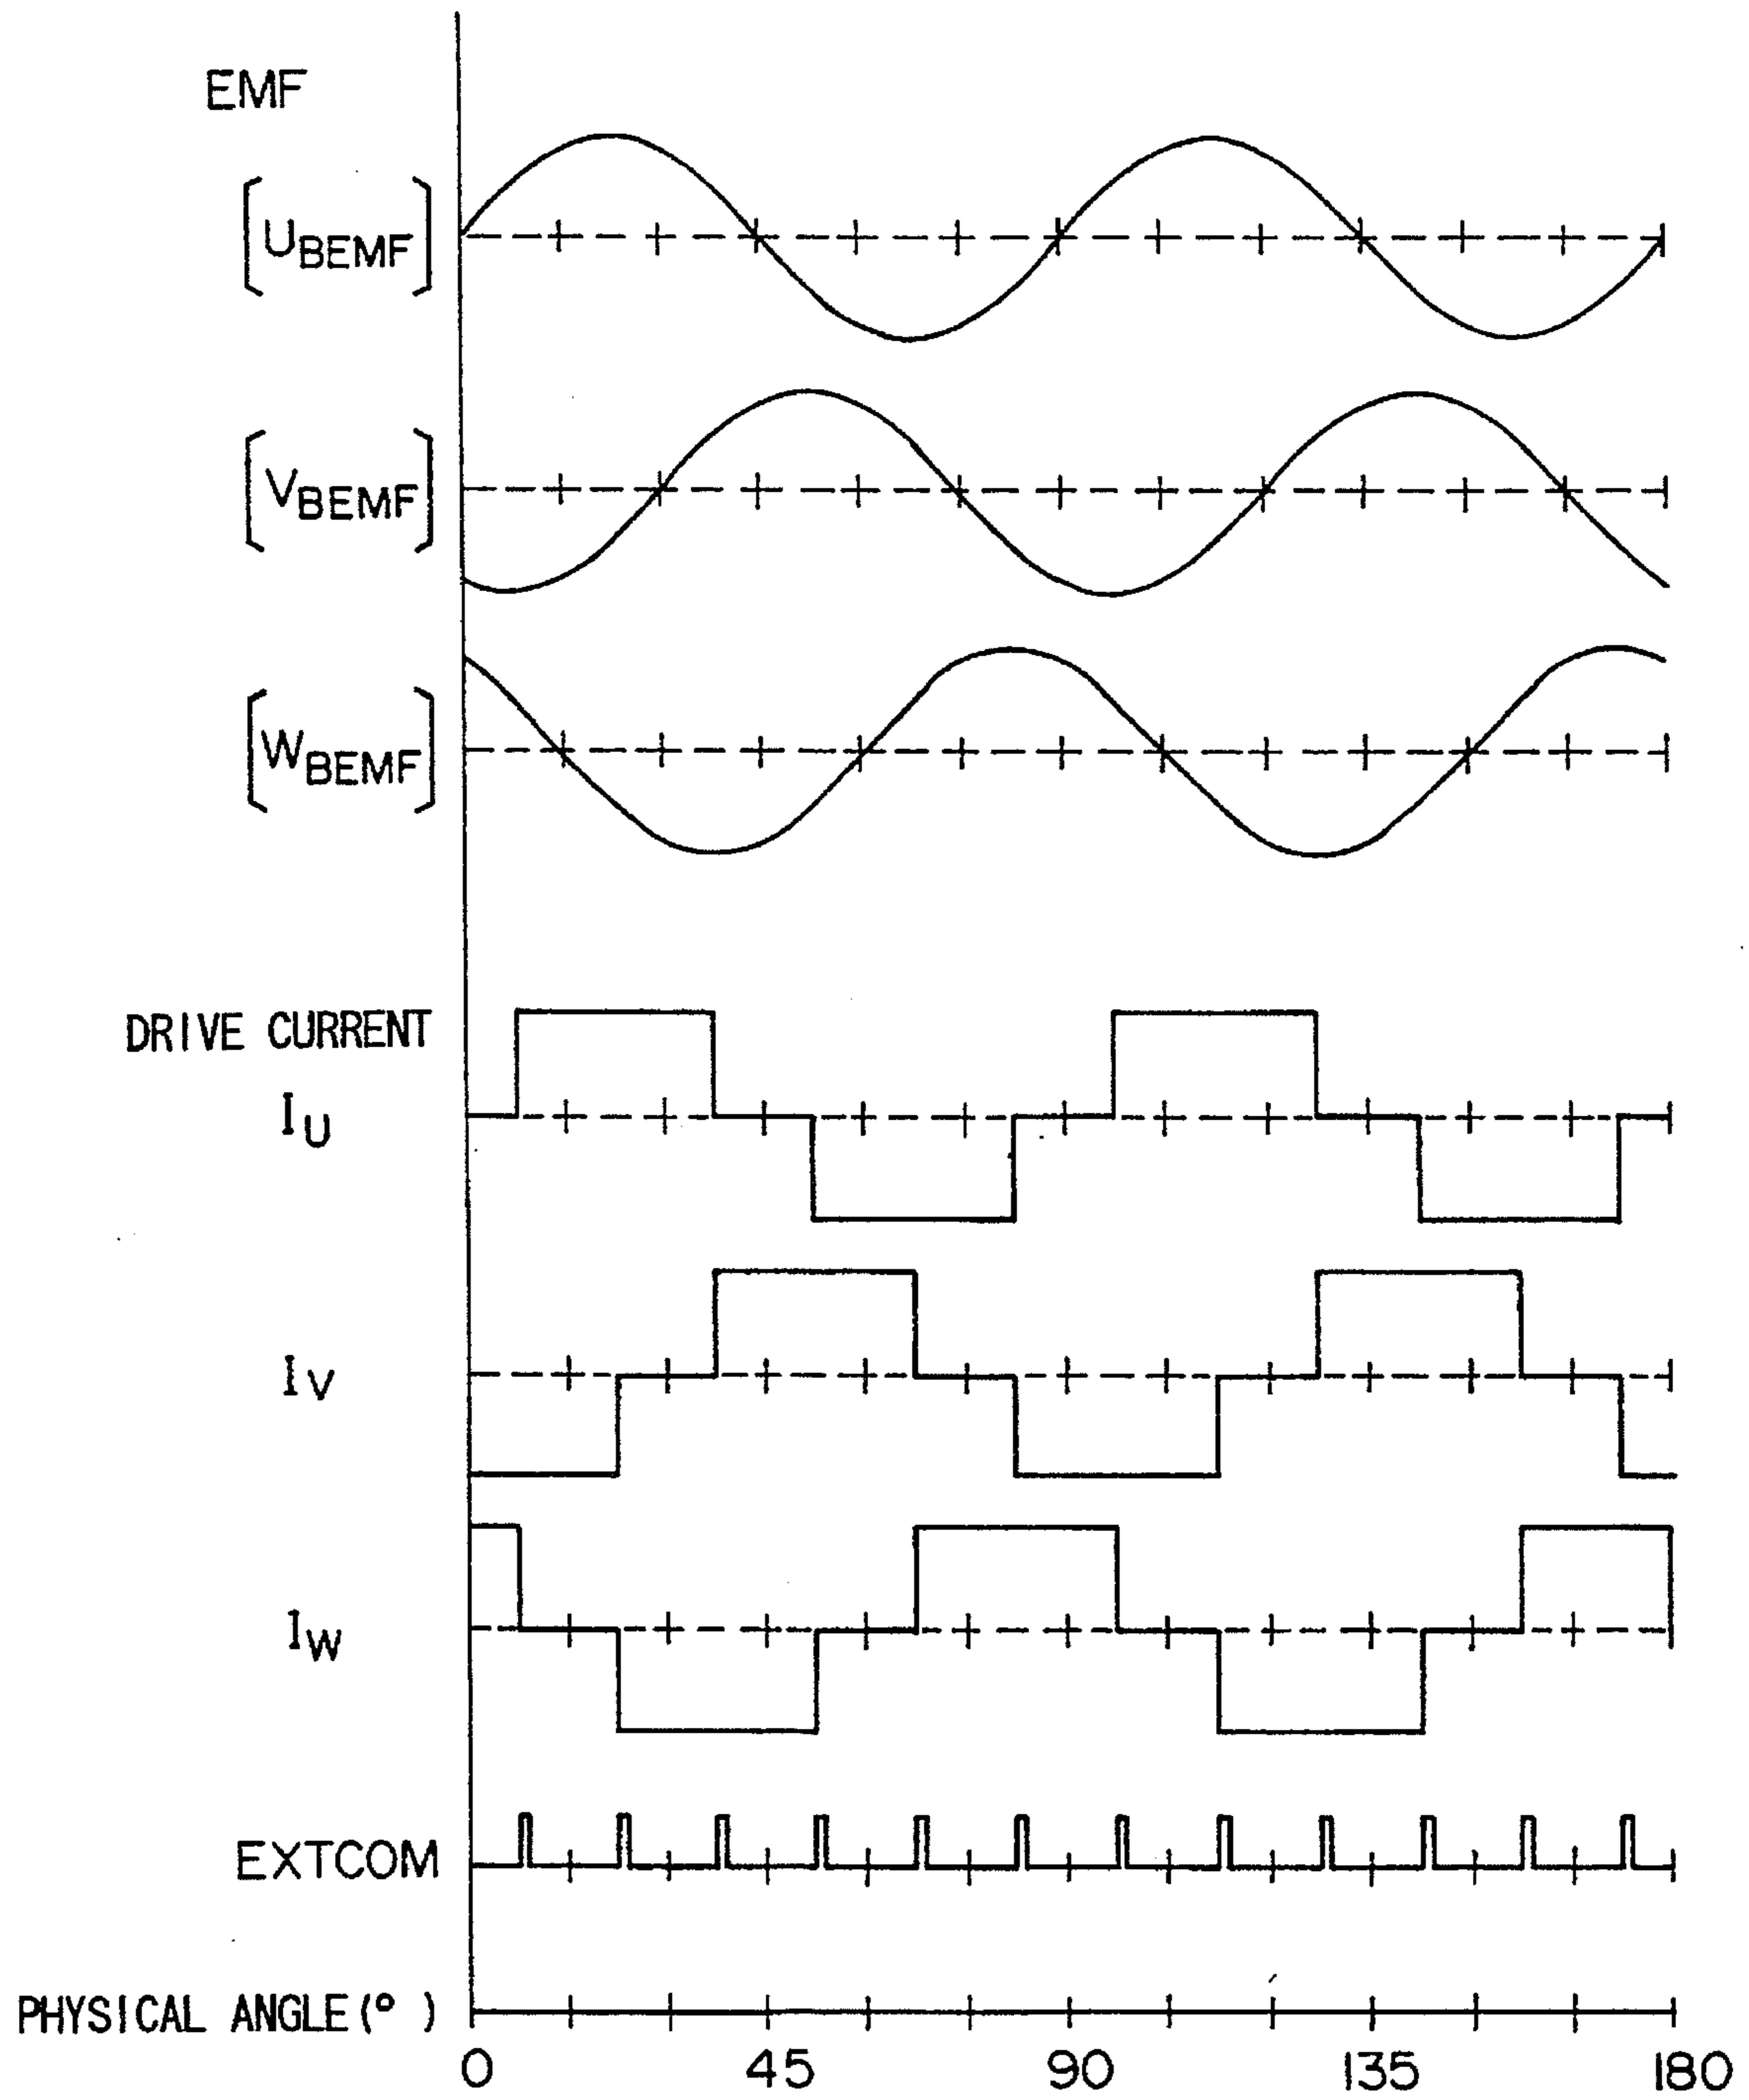 EMF
[UBEMF]
[VBEMF]
[WBEMF]
DRIVE CURRENT
IU
IV
IW
EXTCOM
PHYSICAL ANGLE(° )
0 45 90 135 180